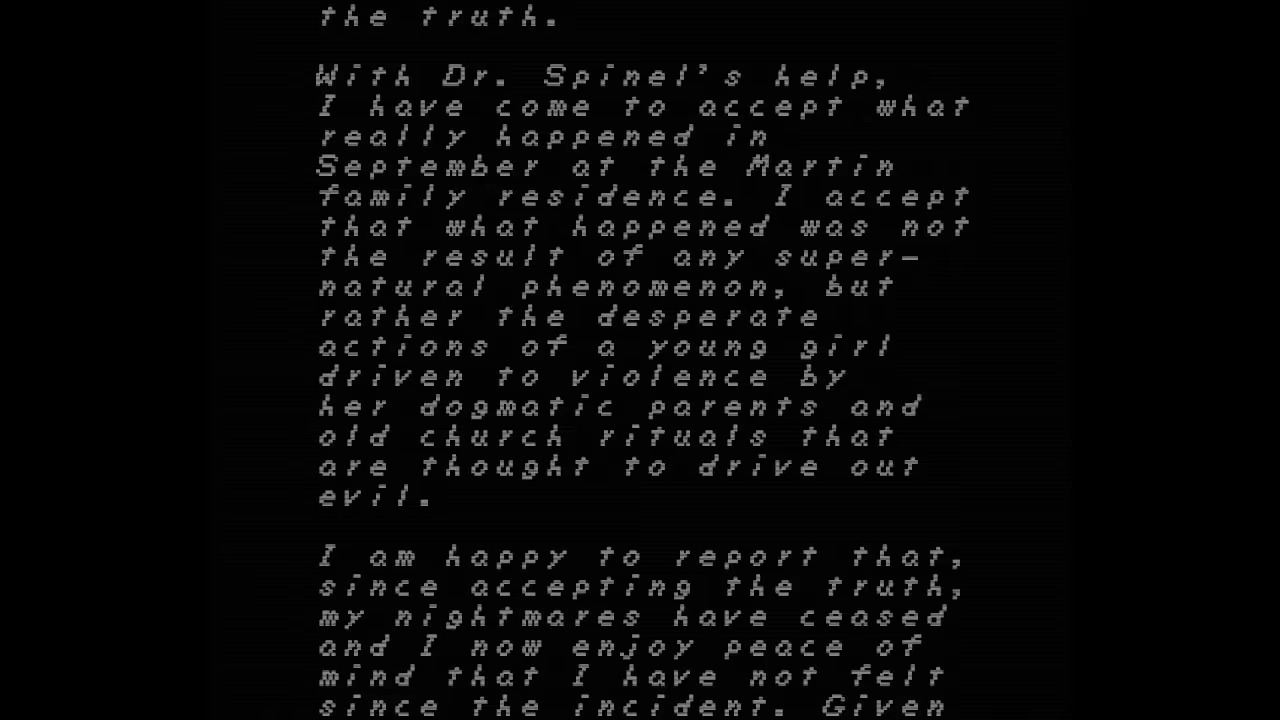 the truth.
With Dr. Spinel's help,
I have come to accept what
really happened in
September at the Martin
family residence. I accept
that what happened was not
the result of any super-
natural phenomenon, but
rather the desperate
actions of a young girl
driven to violence by
her dogmatic parents and
old church rituals that
are thought to drive out
evil.
I am happy to report that,
since accepting the truth,
my nightmares have ceased
and I now enjoy peace of
mind that I have not felt
since the incident. Given